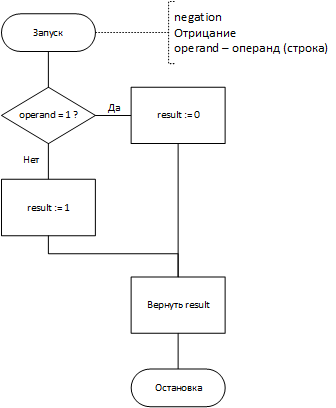 Запуск
negation
Отрицание
operand – операнд (строка)
operand = 1 ?
Да
result := 0
Нет
result := 1
Вернуть result
Остановка